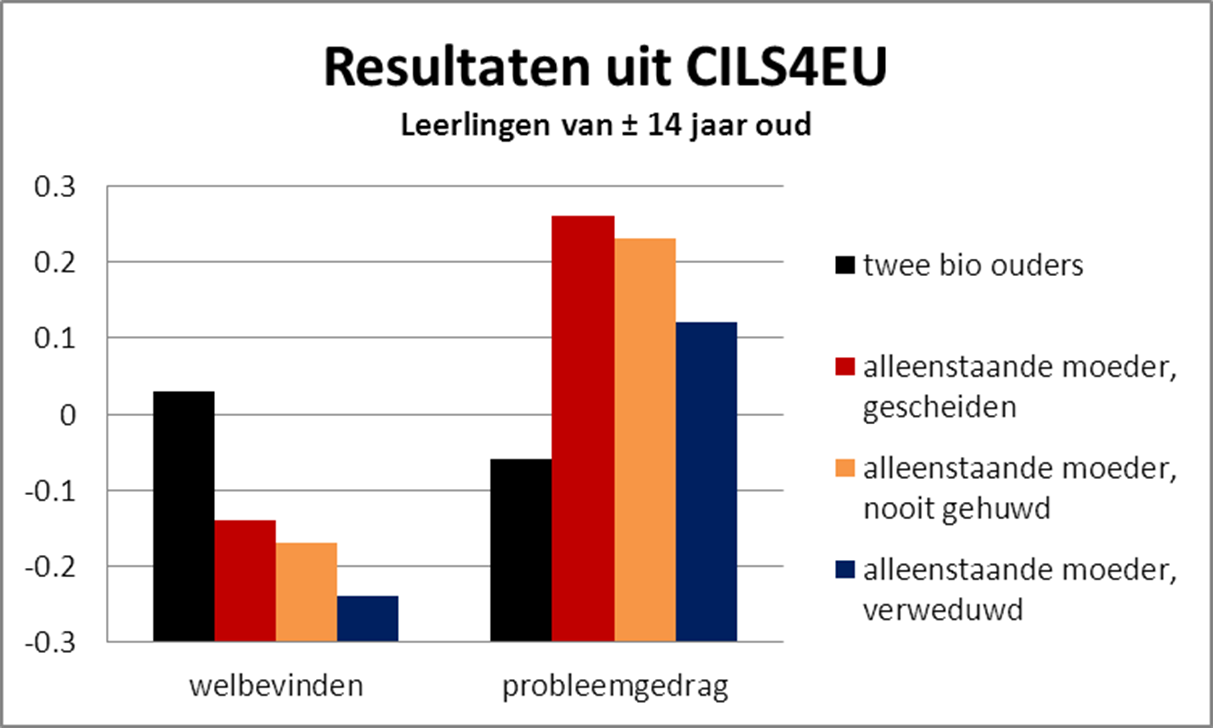 Resultaten uit CILS4EU
Leerlingen van ± 14 jaar oud
0.3
0.2
0.1
0
-0.1
-0.2
-0.3
welbevinden
probleemgedrag
twee bio ouders
alleenstaande moeder,
gescheiden
alleenstaande moeder,
nooit gehuwd
alleenstaande moeder,
verweduwd